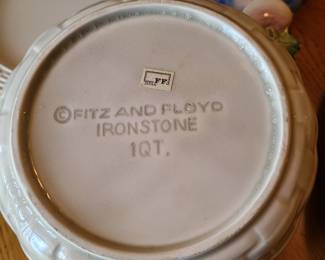 FF
©FITZ AND FLOYD
IRONSTONE
1QT.